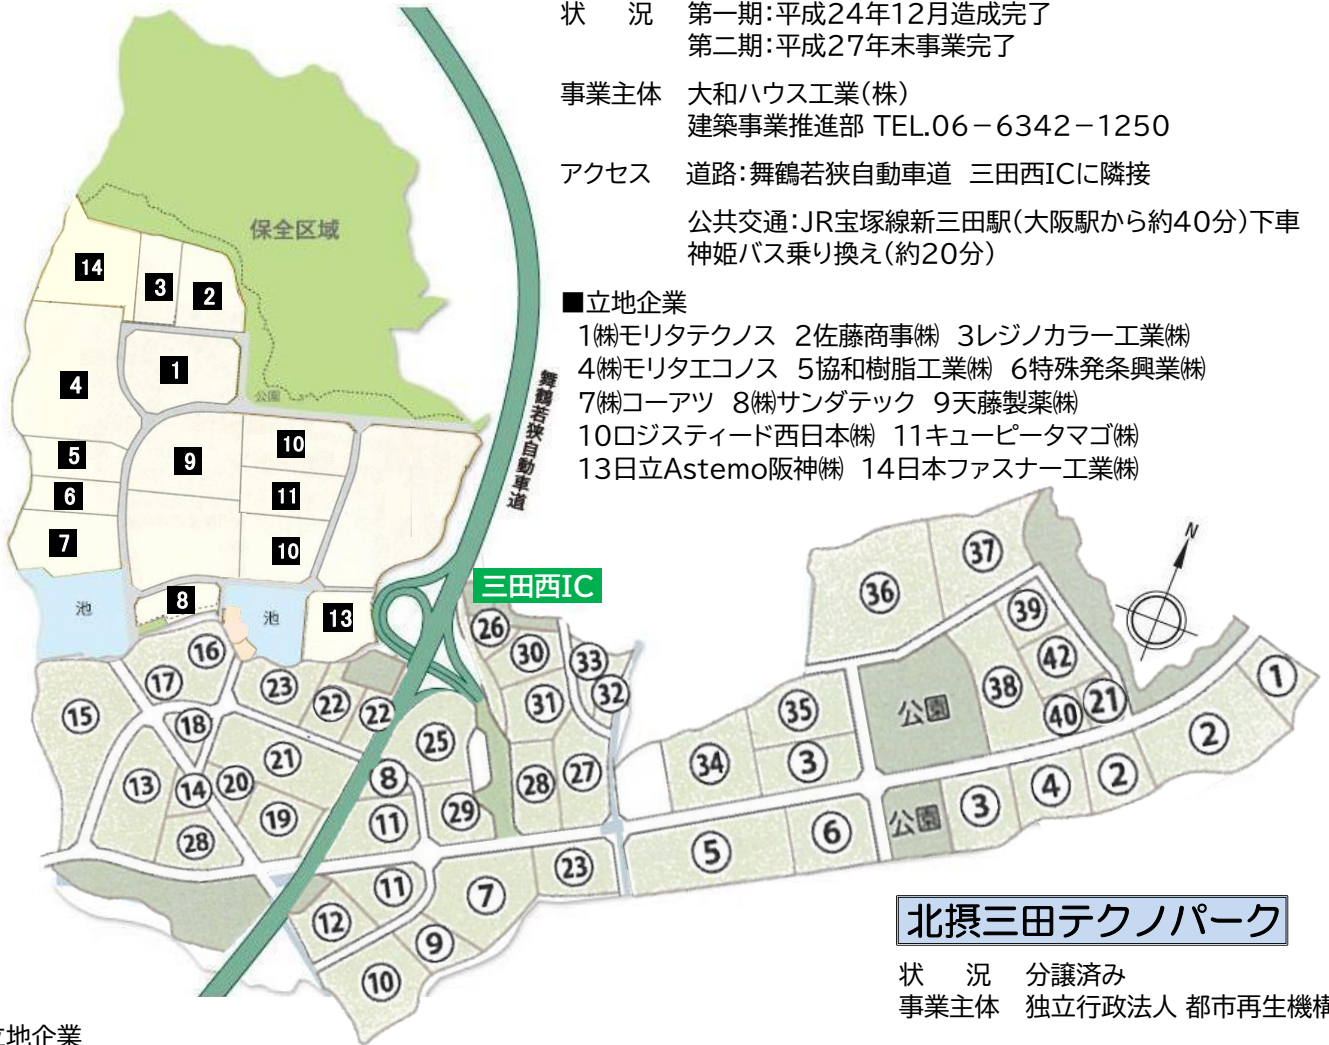 状　況　第一期：平成24年12月造成完了
第二期：平成27年末事業完了
事業主体　大和ハウス工業（株）
建築事業推進部 TEL.06－6342－1250
アクセス　道路：舞鶴若狭自動車道　三田西ICに隣接
公共交通：JR宝塚線新三田駅（大阪駅から約40分）下車
神姫バス乗り換え（約20分）
■立地企業
1㈱モリタテクノス　2佐藤商事㈱　3レジノカラー工業㈱
4㈱モリタエコノス　5協和樹脂工業㈱　6特殊発条興業㈱
7㈱コーアツ　8㈱サンダテック　9天藤製薬㈱
10ロジスティード西日本㈱　11キューピータマゴ㈱
13日立Astemo阪神㈱　14日本ファスナー工業㈱
保全区域
14
3
2
1
4
公園
5
9
10
6
11
7
10
池
8
池
13
舞鶴若狭自動車道
三田西IC
N
㊲
㊱
㊴
㉖
㉚
㉝
㊷
⑯
⑰
㉓
㉒
㉒
㉛
㉜
㊳
①
⑮
⑱
㉟
公園
㊵
㉑
②
㉕
㉑
⑧
㉞
③
②
⑬
⑭
⑳
㉘
㉗
④
⑲
⑪
㉙
公園
③
⑥
㉘
⑤
㉓
⑪
⑦
⑫
⑨
⑩
北摂三田テクノパーク
状　況　分譲済み
事業主体　独立行政法人 都市再生機構
立地企業